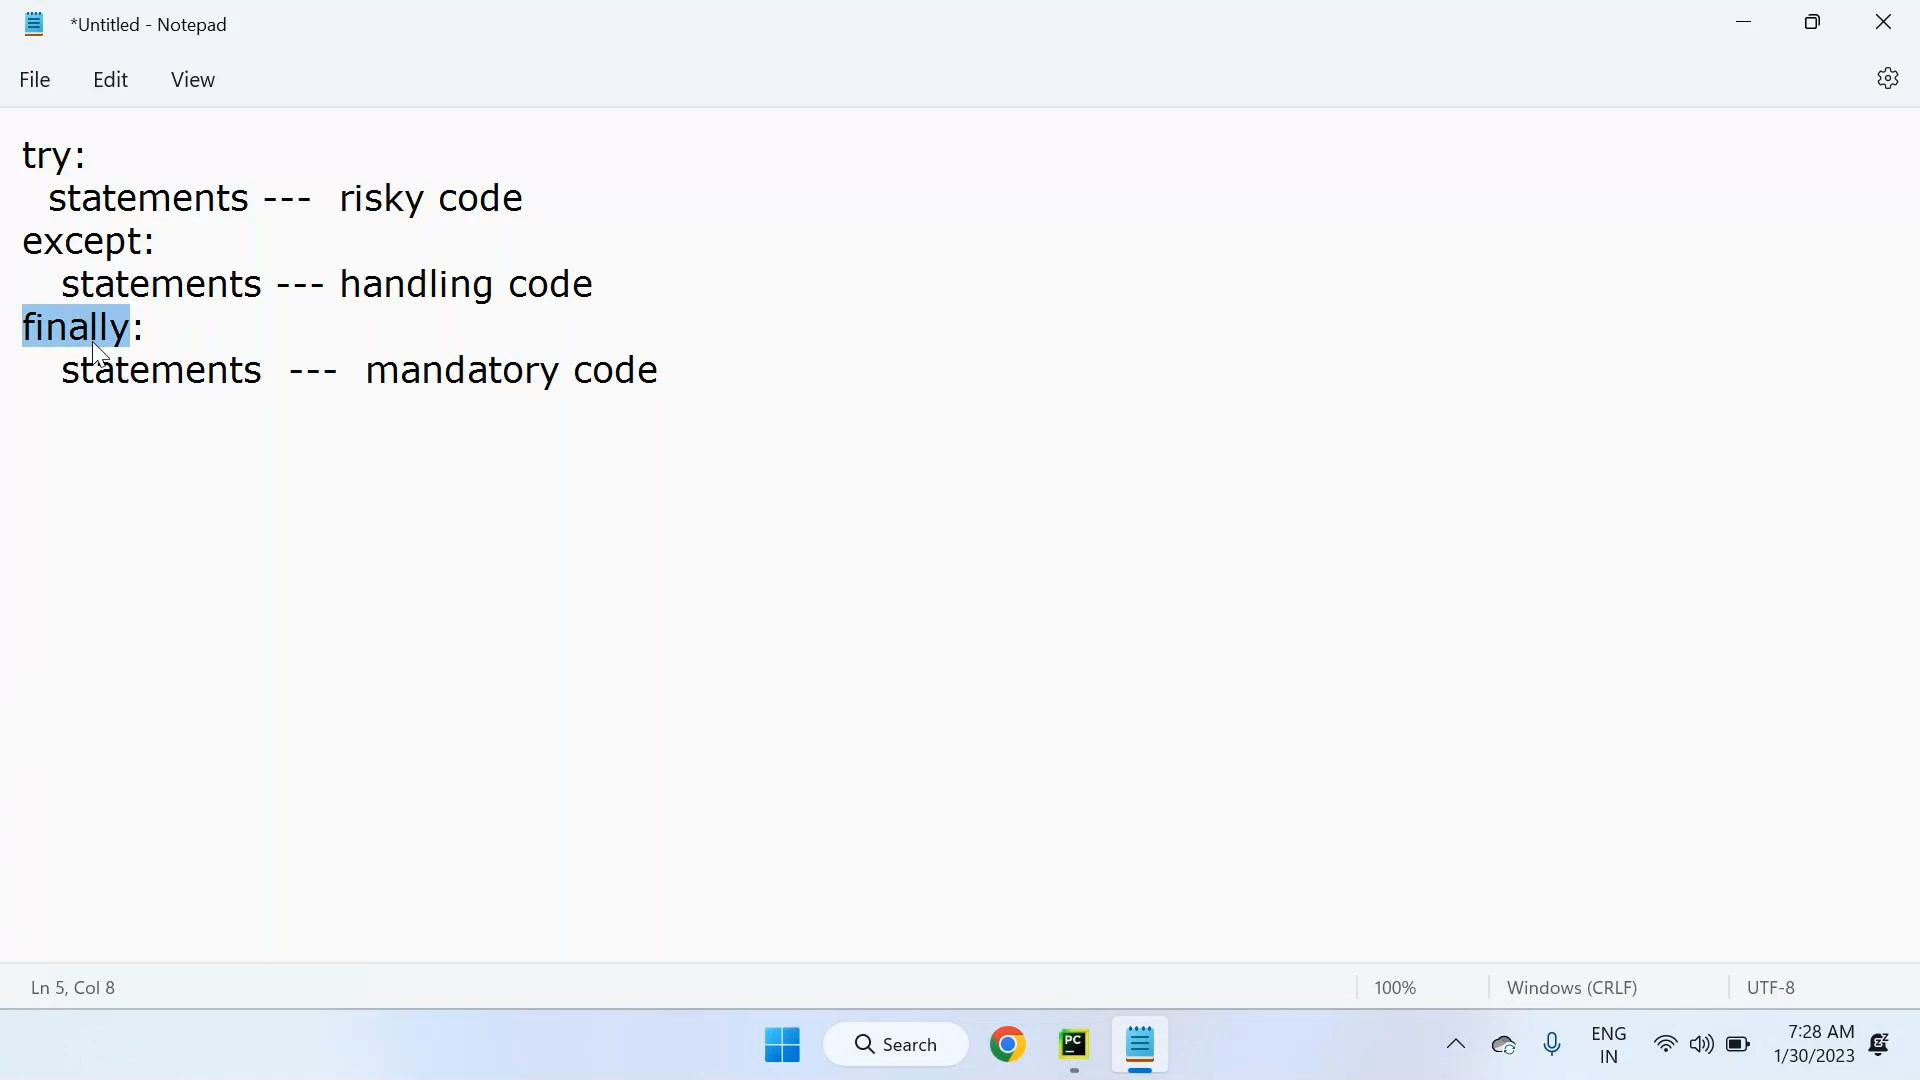 *Untitled - Notepad
File Edit View
try:
statements --- risky code
except:
statements --- handling code
finally:
statements --- mandatory code
Ln 5, Col 8 100% Windows (CRLF) UTF-8
Search PC ENG 7:28 AM
IN 1/30/2023